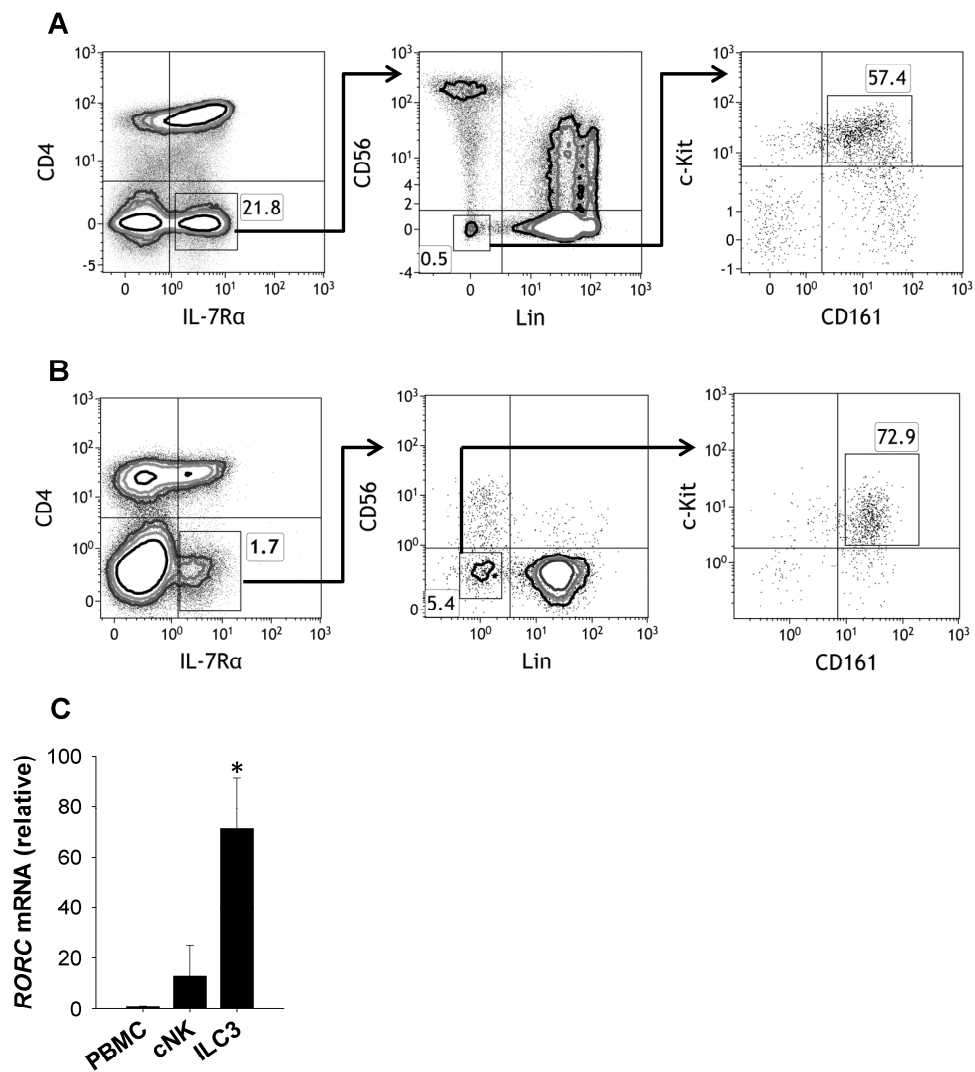 A
10³
10²
10¹
0
-5
CD4
21.8
0 10⁰ 10¹ 10² 10³
IL-7Rα
10³
10²
10¹
4
2
0
-4
CD56
0.5
0 10¹ 10² 10³
Lin
10³
10²
10¹
1
0
-1
c-Kit
57.4
0 10⁰ 10¹ 10² 10³
CD161
B
10³
10²
10¹
10⁰
0
CD4
1.7
0 10⁰ 10¹ 10² 10³
IL-7Rα
10³
10²
10¹
10⁰
0
CD56
5.4
10⁰ 10¹ 10² 10³
Lin
10³
10²
10¹
10⁰
c-Kit
72.9
10⁰ 10¹ 10² 10³
CD161
C
RORC mRNA (relative)
100
80
60
40
20
0
*
PBMC
cNK
ILC3